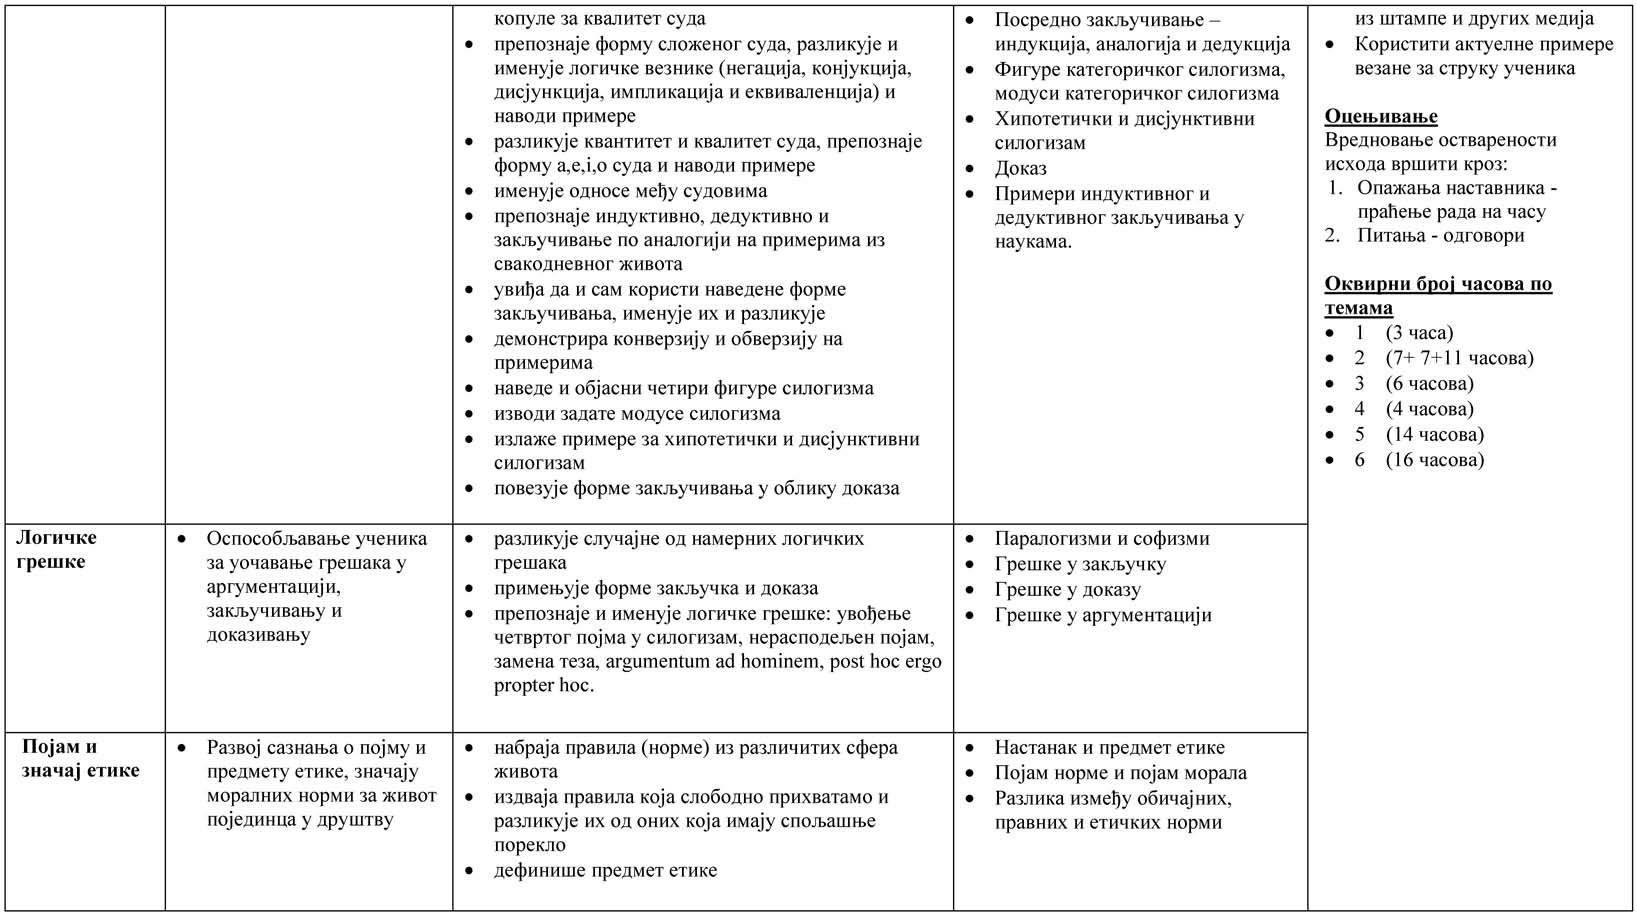 копуле за квалитет суда
• препознаје форму сложеног суда, разликује и
именује логичке везнике (негација, конјукција,
дисјункција, импликација и еквиваленција) и
наводи примере
• разликује квантитет и квалитет суда, препознаје
форму а,е,i,о суда и наводи примере
• именује односе међу судовима
• препознаје индуктивно, дедуктивно и
закључивање по аналогији на примерима из
свакодневног живота
• увиђа да и сам користи наведене форме
закључивања, именује их и разликује
• демонстрира конверзију и обверзију на
примерима
• наведе и објасни четири фигуре силогизма
• изводи задате модусе силогизма
• излаже примере за хипотетички и дисјунктивни
силогизам
• повезује форме закључивања у облику доказа
• Посредно закључивање –
индукција, аналогија и дедукција
• Фигуре категоричког силогизма,
модуси категоричког силогизма
• Хипотетички и дисјунктивни
силогизам
• Доказ
• Примери индуктивног и
дедуктивног закључивања у
наукама.
из штампе и других медија
• Користити актуелне примере
везане за струку ученика
Оцењивање
Вредновање остварености
исхода вршити кроз:
1. Опажања наставника -
праћење рада на часу
2. Питања - одговори
Оквирни број часова по
темама
• 1 (3 часа)
• 2 (7+ 7+11 часова)
• 3 (6 часова)
• 4 (4 часова)
• 5 (14 часова)
• 6 (16 часова)
Логичке
грешке
• Оспособљавање ученика
за уочавање грешака у
аргументацији,
закључивању и
доказивању
• разликује случајне од намерних логичких
грешака
• примењује форме закључка и доказа
• препознаје и именује логичке грешке: увођење
четвртог појма у силогизам, нерасподељен појам,
замена теза, argumentum ad hominem, post hoc ergo
propter hoc.
• Паралогизми и софизми
• Грешке у закључку
• Грешке у доказу
• Грешке у аргументацији
Појам и
значај етике
• Развој сазнања о појму и
предмету етике, значају
моралних норми за живот
појединца у друштву
• набраја правила (норме) из различитих сфера
живота
• издваја правила која слободно прихватамо и
разликује их од оних која имају спољашње
порекло
• дефинише предмет етике
• Настанак и предмет етике
• Појам норме и појам морала
• Разлика између обичајних,
правних и етичких норми